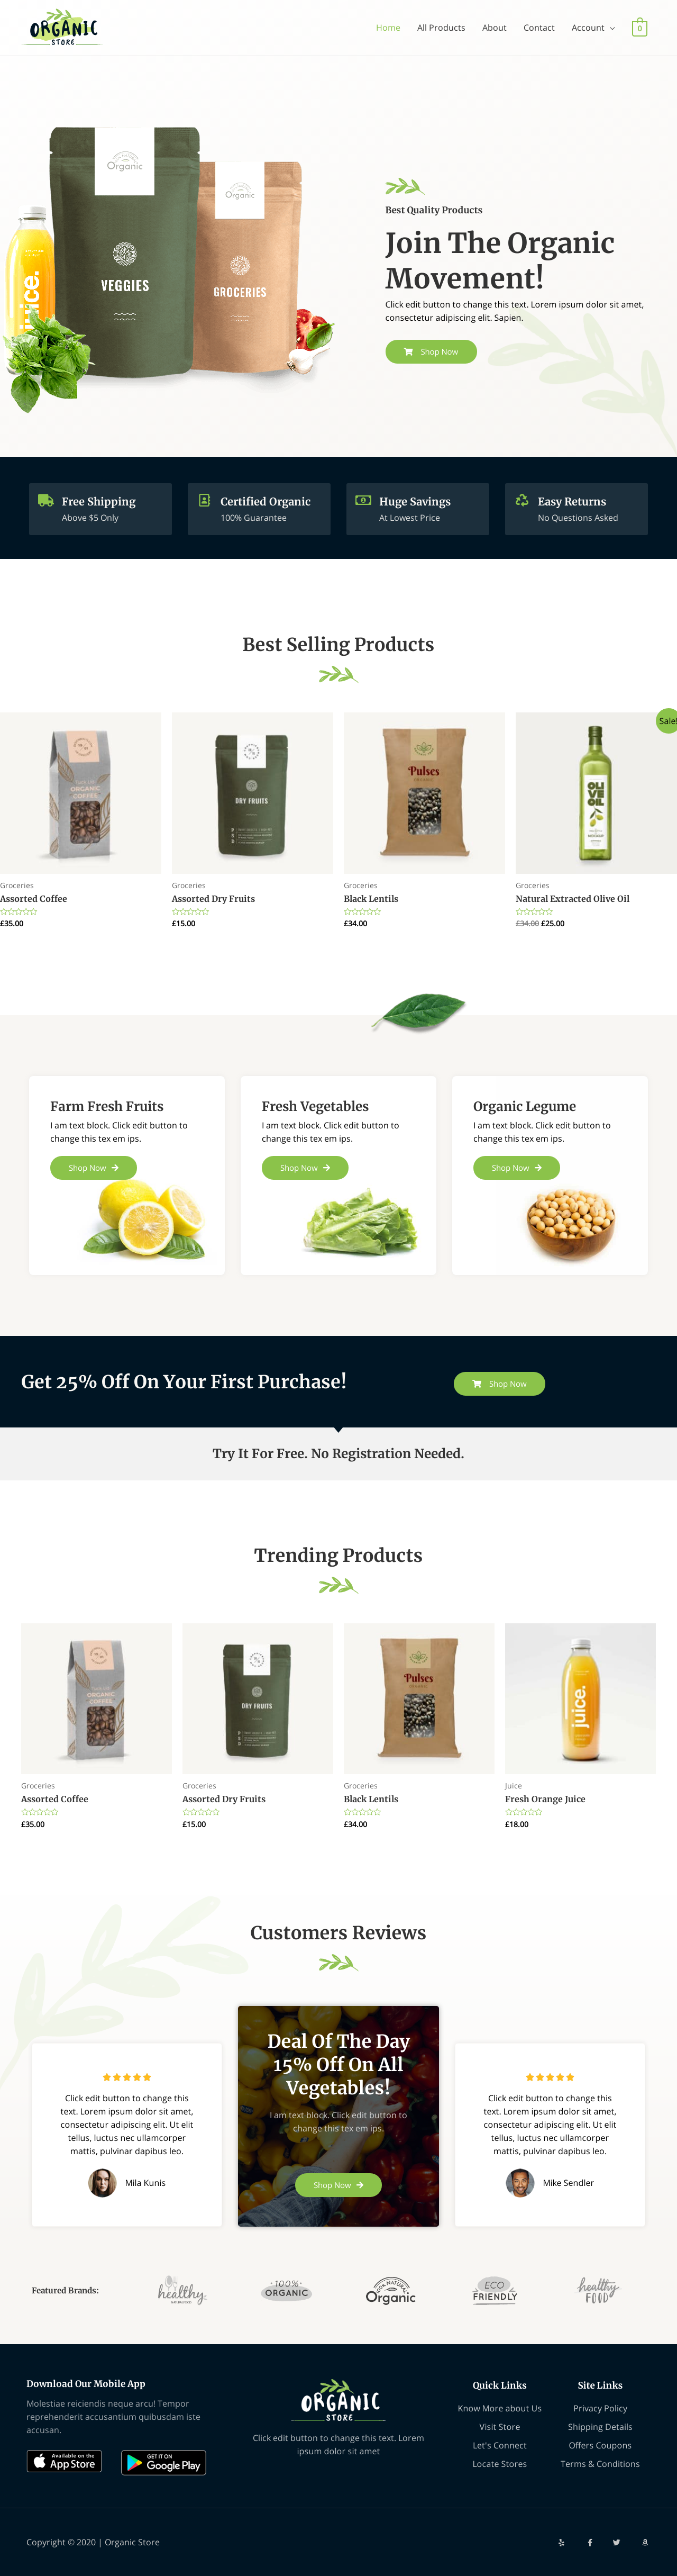 ORGANIC
STORE
Home
All Products
About
Contact
Account
0
Organic
Organic
VEGGIES
GROCERIES
juice.
Best Quality Products
Join The Organic
Movement!
Click edit button to change this text. Lorem ipsum dolor sit amet,
consectetur adipiscing elit. Sapien.
Shop Now
Free Shipping
Above $5 Only
Certified Organic
100% Guarantee
Huge Savings
At Lowest Price
Easy Returns
No Questions Asked
Best Selling Products
ORGANIC
COFFEE
DRY FRUITS
Pulses
OLIVE
OIL
Sale!
Groceries
Assorted Coffee
£35.00
Groceries
Assorted Dry Fruits
£15.00
Groceries
Black Lentils
£34.00
Groceries
Natural Extracted Olive Oil
£34.00 £25.00
Farm Fresh Fruits
I am text block. Click edit button to
change this tex em ips.
Shop Now
Fresh Vegetables
I am text block. Click edit button to
change this tex em ips.
Shop Now
Organic Legume
I am text block. Click edit button to
change this tex em ips.
Shop Now
Get 25% Off On Your First Purchase!
Shop Now
Try It For Free. No Registration Needed.
Trending Products
ORGANIC
COFFEE
DRY FRUITS
Pulses
juice.
Groceries
Assorted Coffee
£35.00
Groceries
Assorted Dry Fruits
£15.00
Groceries
Black Lentils
£34.00
Juice
Fresh Orange Juice
£18.00
Customers Reviews
Click edit button to change this
text. Lorem ipsum dolor sit amet,
consectetur adipiscing elit. Ut elit
tellus, luctus nec ullamcorper
mattis, pulvinar dapibus leo.
Mila Kunis
Deal Of The Day
15% Off On All
Vegetables!
I am text block. Click edit button to
change this tex em ips.
Shop Now
Click edit button to change this
text. Lorem ipsum dolor sit amet,
consectetur adipiscing elit. Ut elit
tellus, luctus nec ullamcorper
mattis, pulvinar dapibus leo.
Mike Sendler
Featured Brands:
healthy
100%
ORGANIC
100% NATURAL
Organic
ECO
FRIENDLY
healthy
FOOD
Download Our Mobile App
Molestiae reiciendis neque arcu! Tempor
reprehenderit accusantium quibusdam iste
accusan.
Available on the
App Store
GET IT ON
Google Play
ORGANIC
STORE
Click edit button to change this text. Lorem
ipsum dolor sit amet
Quick Links
Know More about Us
Visit Store
Let's Connect
Locate Stores
Site Links
Privacy Policy
Shipping Details
Offers Coupons
Terms & Conditions
Copyright © 2020 | Organic Store